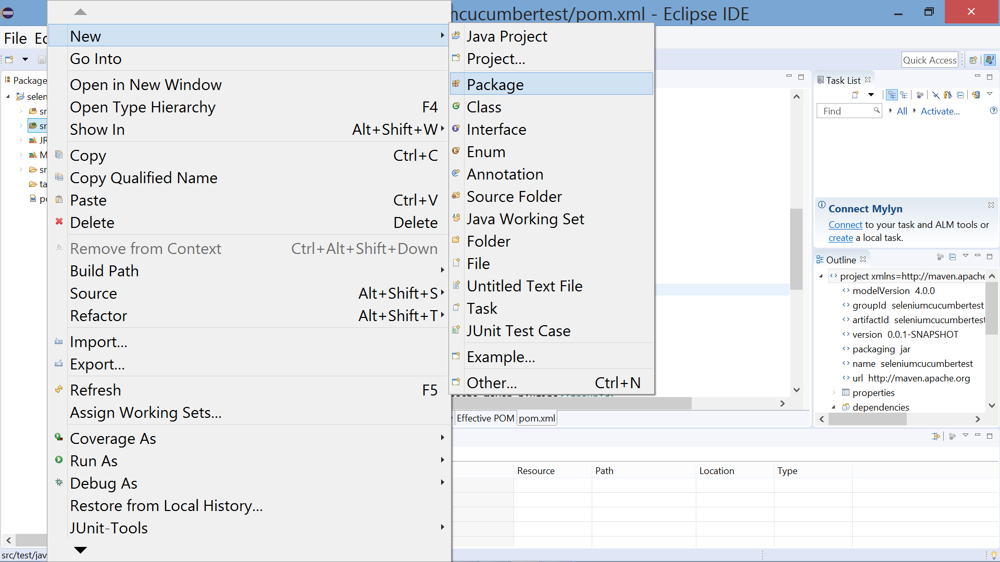 mcucumbertest/pom.xml - Eclipse IDE
File
New
Go Into
Open in New Window
Open Type Hierarchy F4
Show In Alt+Shift+W
Copy Ctrl+C
Copy Qualified Name
Paste Ctrl+V
Delete Delete
Remove from Context Ctrl+Alt+Shift+Down
Build Path
Source Alt+Shift+S
Refactor Alt+Shift+T
Import...
Export...
Refresh F5
Assign Working Sets...
Coverage As
Run As
Debug As
Restore from Local History...
JUnit-Tools
Java Project
Project...
Package
Class
Interface
Enum
Annotation
Source Folder
Java Working Set
Folder
File
Untitled Text File
Task
JUnit Test Case
Example...
Other... Ctrl+N
Package
selen
sr
sr
JR
M
sr
ta
po
src/test/jav
Effective POM
pom.xml
Resource Path Location Type
Quick Access
Task List
Find
All
Activate...
Connect Mylyn
Connect to your task and ALM tools or
create a local task.
Outline
project xmlns=http://maven.apache
modelVersion 4.0.0
groupId seleniumcucumbertest
artifactId seleniumcucumbertest
version 0.0.1-SNAPSHOT
packaging jar
name seleniumcucumbertest
url http://maven.apache.org
properties
dependencies